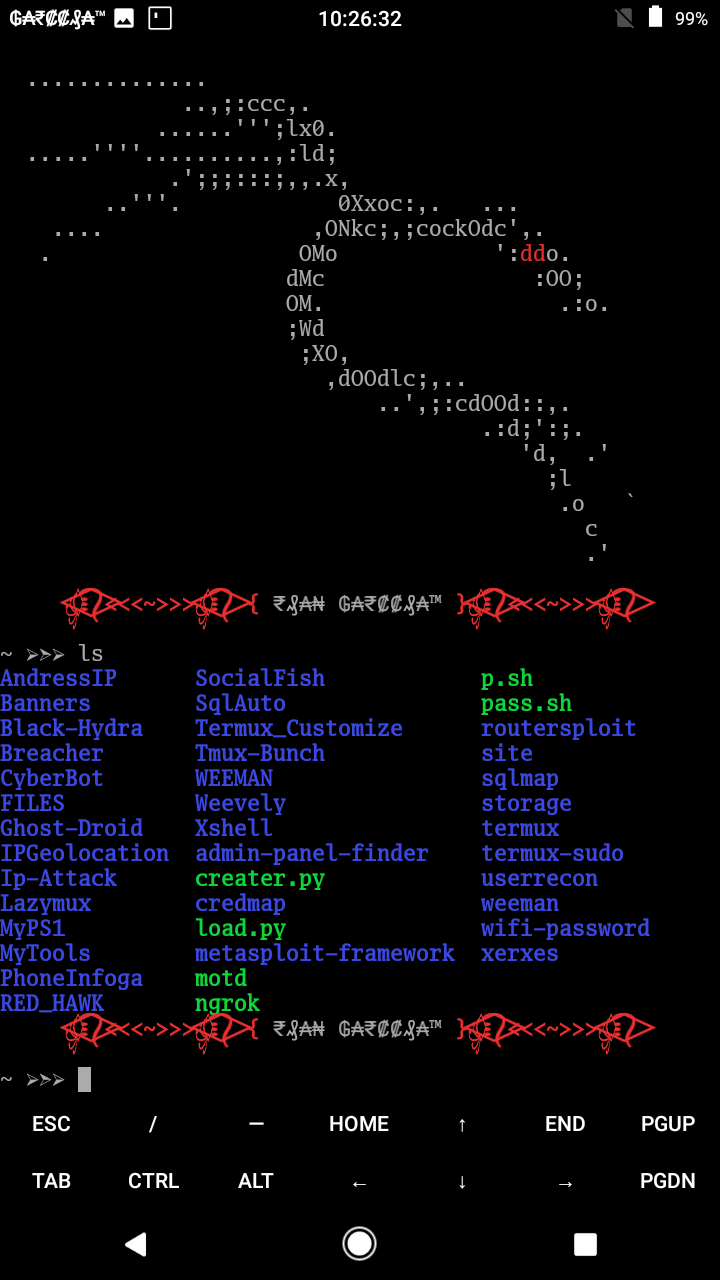 ₲₳₹₡₡₰₳™ 10:26:32 99%
..............
..,;:ccc,.
......''';lx0.
.....''''..........,:ld;
.';;;:::;,,.x,
..'''. 0Xxoc:,. ...
.... ,ONkc;,;cockOdc',.
. OMo ':ddo.
dMc :OO;
OM. .:o.
;Wd
;XO,
,dOOdlc;,..
..',;:cdOOd::,.
.:d;':;.
'd, .'
;l
.o `
c
.'
<<~>>>{ ₹₰₳₦ ₲₳₹₡₡₰₳™ }<<~>>>
~ ⮞⮞⮞ ls
AndressIP SocialFish p.sh
Banners SqlAuto pass.sh
Black-Hydra Termux_Customize routersploit
Breacher Tmux-Bunch site
CyberBot WEEMAN sqlmap
FILES Weevely storage
Ghost-Droid Xshell termux
IPGeolocation admin-panel-finder termux-sudo
Ip-Attack creater.py userrecon
Lazymux credmap weeman
MyPS1 load.py wifi-password
MyTools metasploit-framework xerxes
PhoneInfoga motd
RED_HAWK ngrok
<<~>>>{ ₹₰₳₦ ₲₳₹₡₡₰₳™ }<<~>>>
~ ⮞⮞⮞
ESC / — HOME ↑ END PGUP
TAB CTRL ALT ← ↓ → PGDN